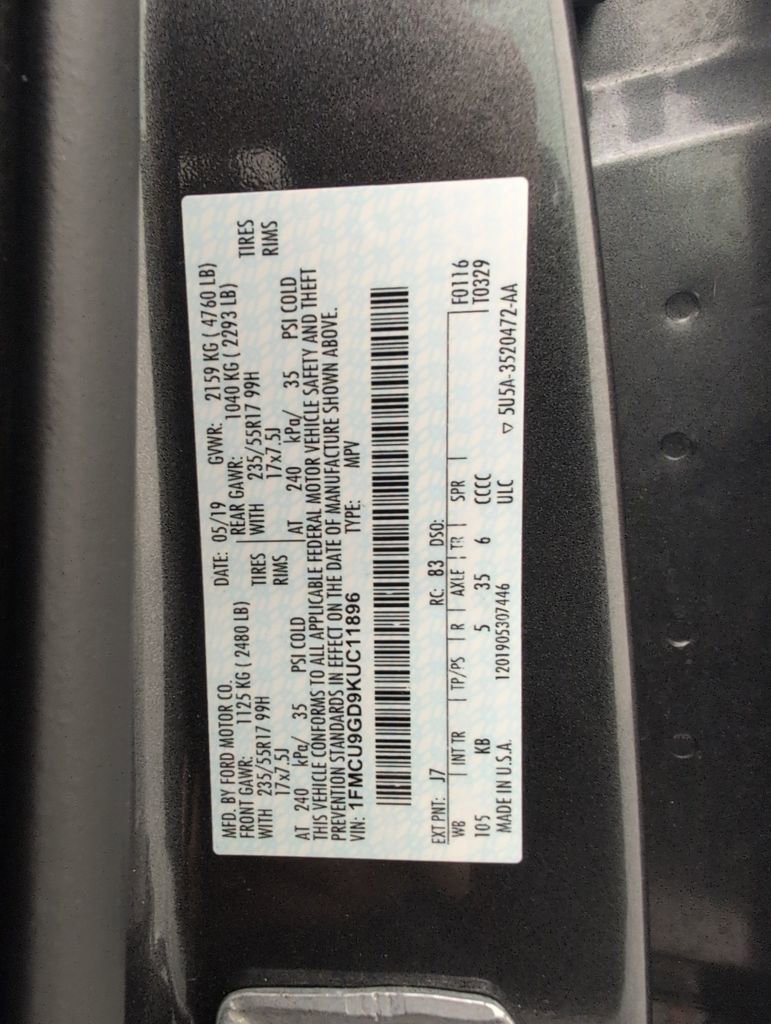 MFD. BY FORD MOTOR CO.
DATE: 05/19 GVWR: 2159 KG ( 4760 LB)
FRONT GAWR: 1125 KG ( 2480 LB) REAR GAWR: 1040 KG ( 2293 LB)
WITH 235/55R17 99H TIRES WITH 235/55R17 99H TIRES
17x7.5J RIMS 17x7.5J RIMS
AT 240 kPa/ 35 PSI COLD AT 240 kPa/ 35 PSI COLD
THIS VEHICLE CONFORMS TO ALL APPLICABLE FEDERAL MOTOR VEHICLE SAFETY AND THEFT
PREVENTION STANDARDS IN EFFECT ON THE DATE OF MANUFACTURE SHOWN ABOVE.
VIN: 1FMCU9GD9KUC11896 TYPE: MPV
EXT PNT: J7 RC: 83 DSO:
WB INT TR TP/PS R AXLE TR SPR F0116
105 KB 5 35 6 CCCC T0329
MADE IN U.S.A. 1201905307446 ULC ▽ 5U5A-3520472-AA